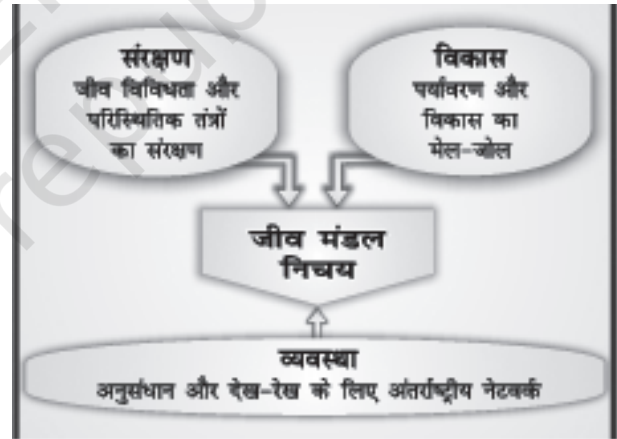 संरक्षण
जीव विविधता और
परिस्थितिक तंत्रों
का संरक्षण
विकास
पर्यावरण और
विकास का
मेल-जोल
जीव मंडल
निचय
व्यवस्था
अनुसंधान और देख-रेख के लिए अंतर्राष्ट्रीय नेटवर्क